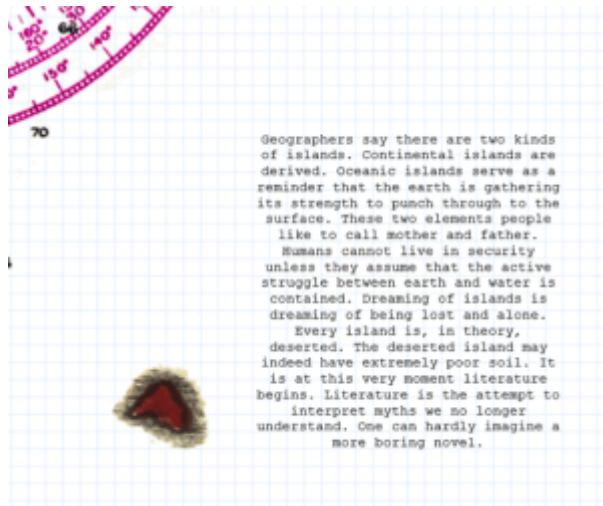 160°
20°
66
150°
140°
70
Geographers say there are two kinds
of islands. Continental islands are
derived. Oceanic islands serve as a
reminder that the earth is gathering
its strength to punch through to the
surface. These two elements people
like to call mother and father.
Humans cannot live in security
unless they assume that the active
struggle between earth and water is
contained. Dreaming of islands is
dreaming of being lost and alone.
Every island is, in theory,
deserted. The deserted island may
indeed have extremely poor soil. It
is at this very moment literature
begins. Literature is the attempt to
interpret myths we no longer
understand. One can hardly imagine a
more boring novel.